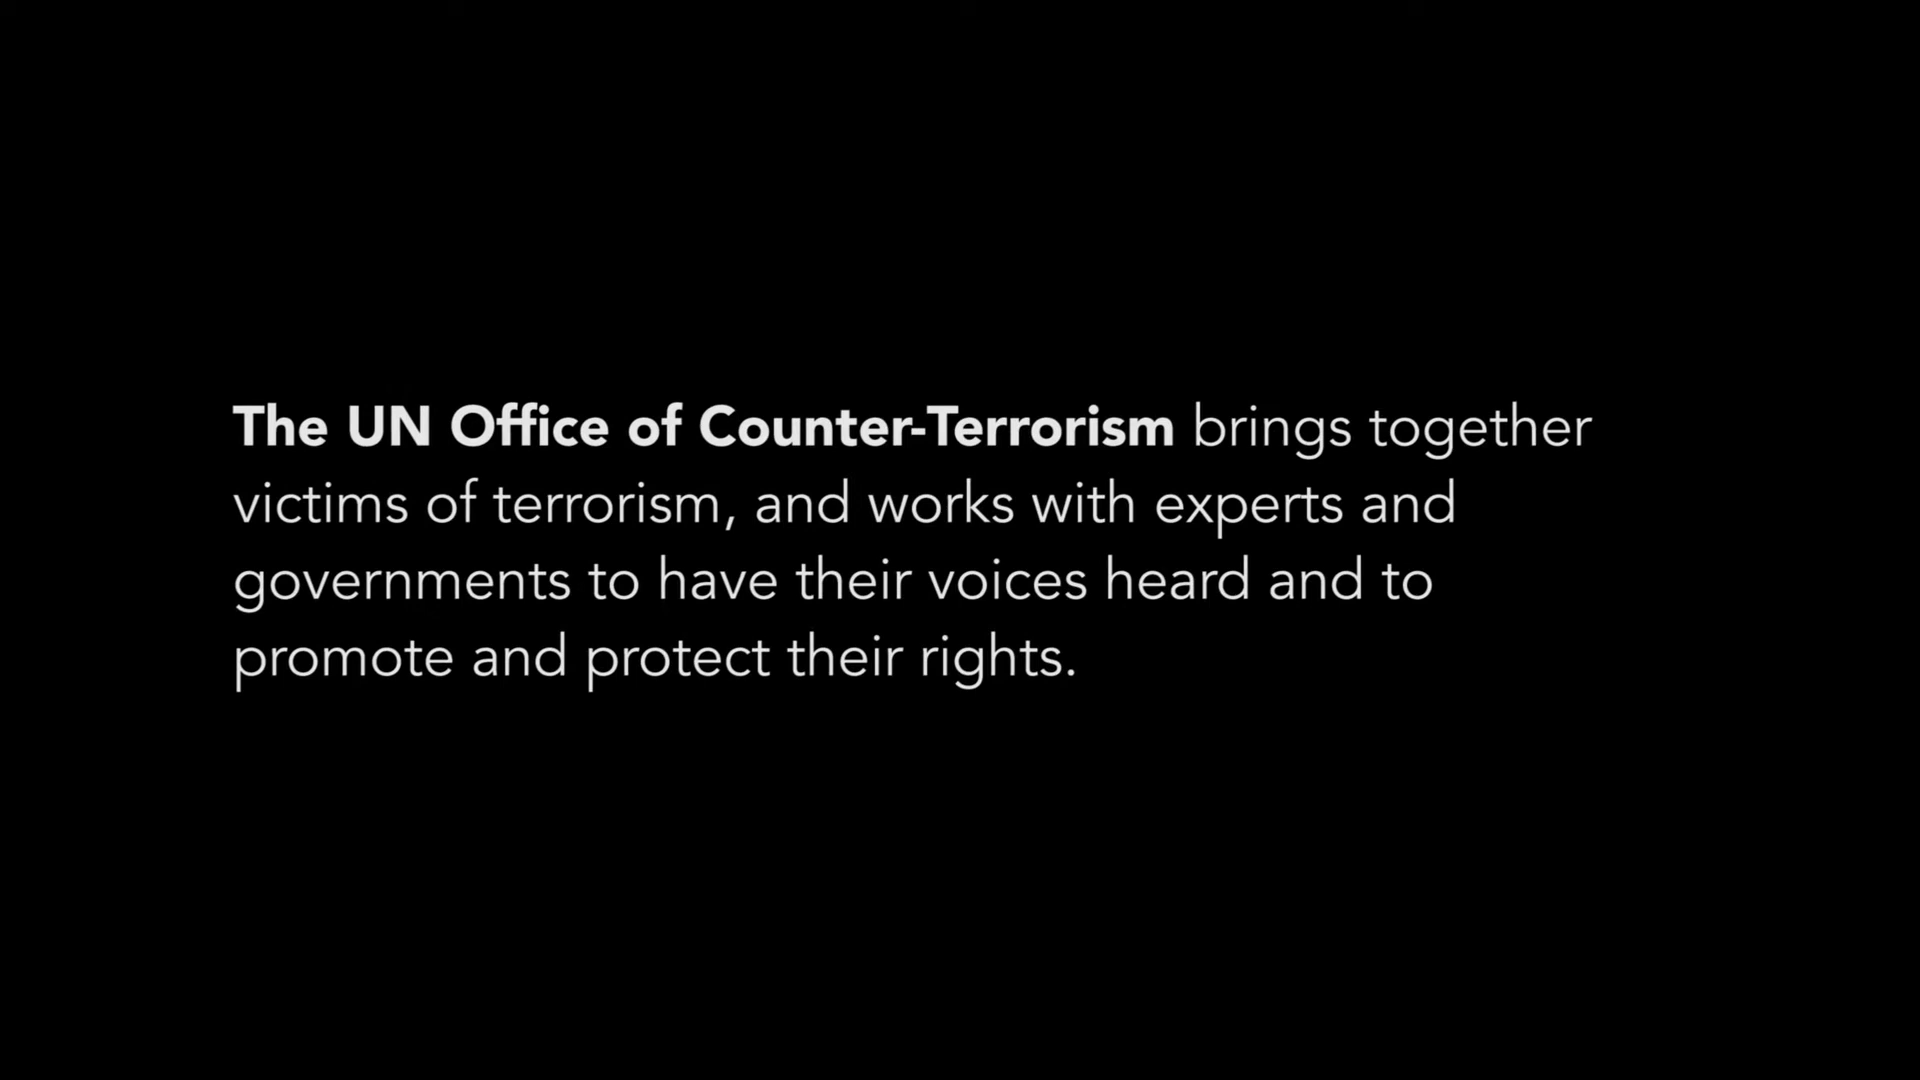 The UN Office of Counter-Terrorism brings together
victims of terrorism, and works with experts and
governments to have their voices heard and to
promote and protect their rights.